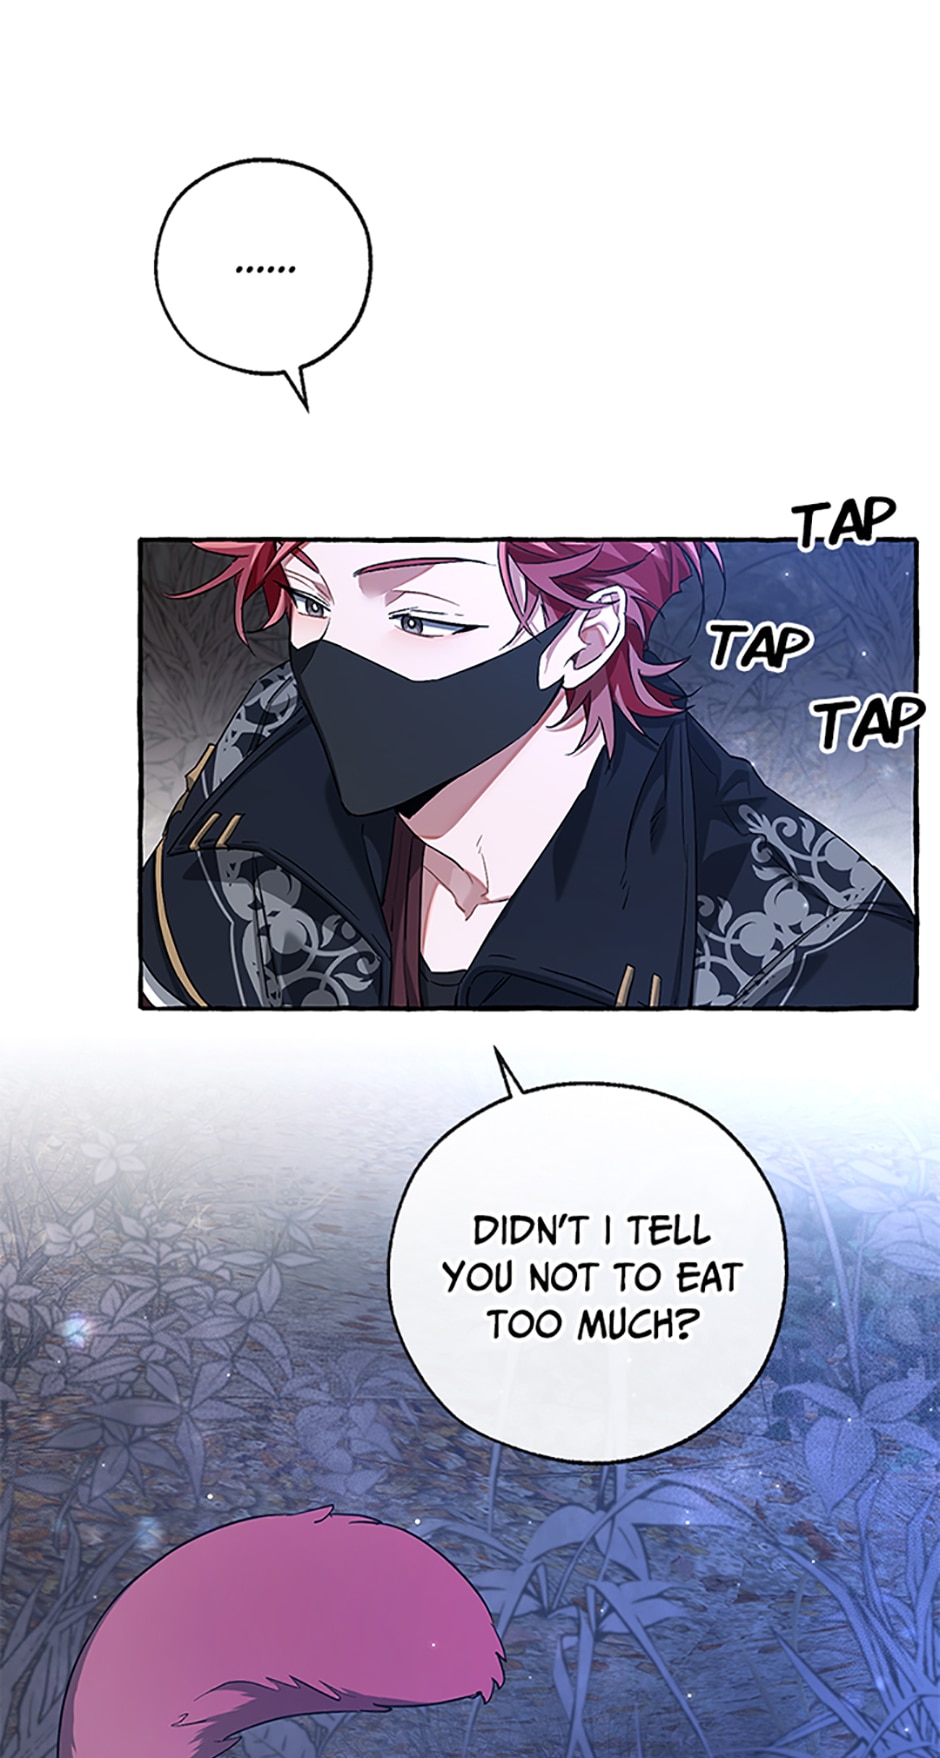 ......
TAP
TAP
TAP
DIDN'T I TELL
YOU NOT TO EAT
TOO MUCH?